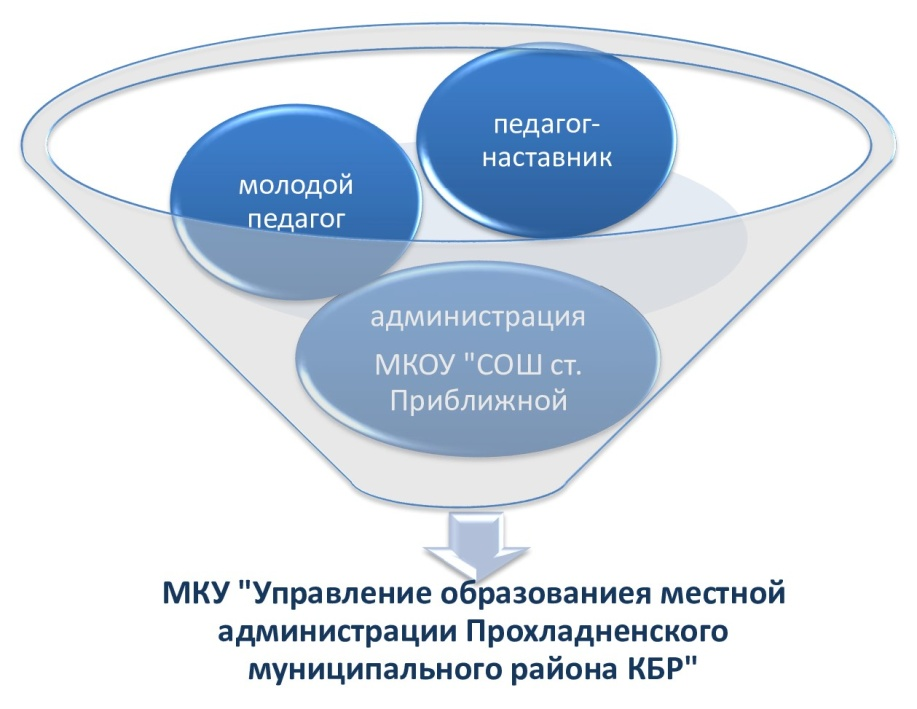 педагог-
наставник
молодой
педагог
администрация
МКОУ "СОШ ст.
Приближной
МКУ "Управление образованиея местной
администрации Прохладненского
муниципального района КБР"